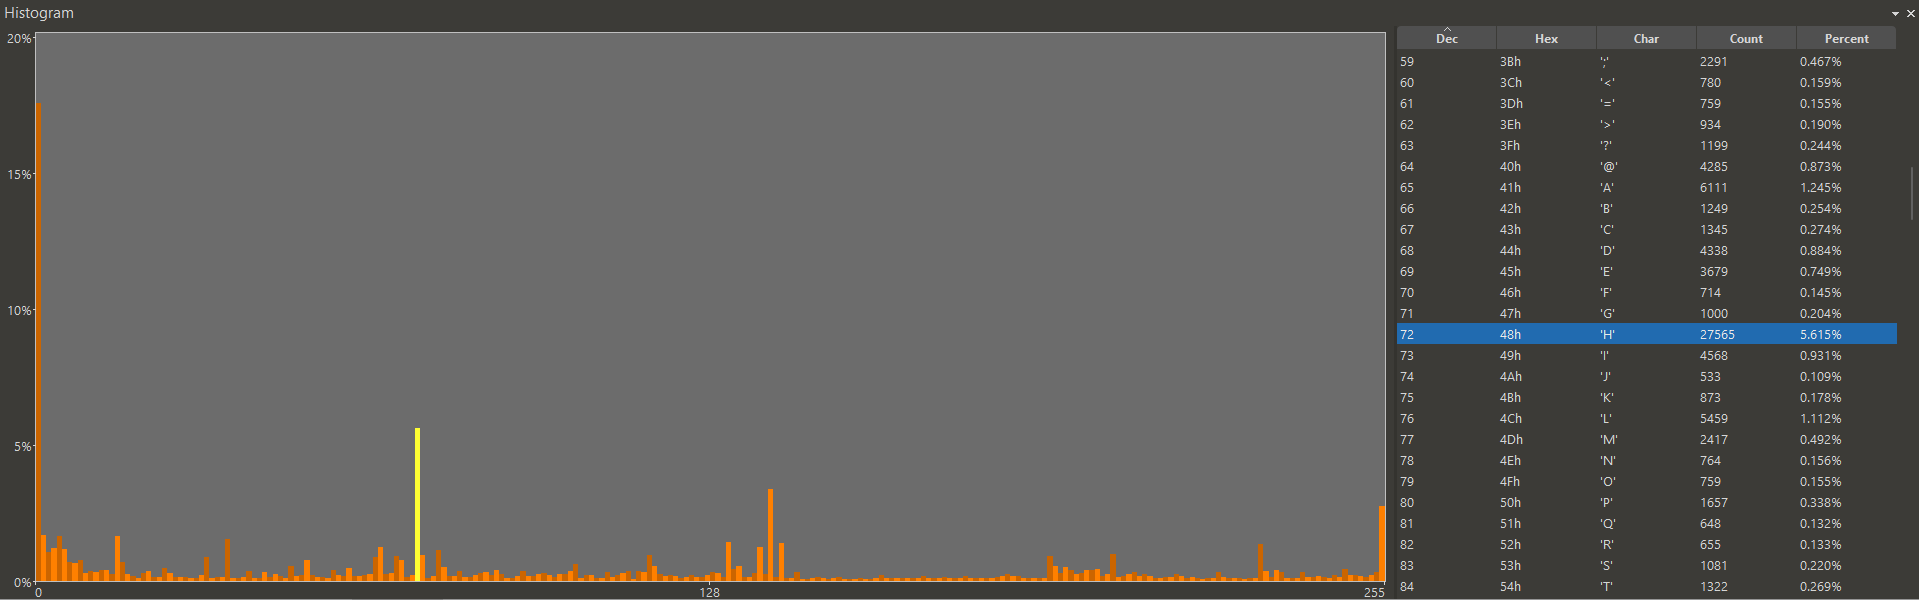 Histogram
20%
15%
10%
5%
0%
0 128 255
Dec Hex Char Count Percent
59 3Bh ';' 2291 0.467%
60 3Ch '<' 780 0.159%
61 3Dh '=' 759 0.155%
62 3Eh '>' 934 0.190%
63 3Fh '?' 1199 0.244%
64 40h '@' 4285 0.873%
65 41h 'A' 6111 1.245%
66 42h 'B' 1249 0.254%
67 43h 'C' 1345 0.274%
68 44h 'D' 4338 0.884%
69 45h 'E' 3679 0.749%
70 46h 'F' 714 0.145%
71 47h 'G' 1000 0.204%
72 48h 'H' 27565 5.615%
73 49h 'I' 4568 0.931%
74 4Ah 'J' 533 0.109%
75 4Bh 'K' 873 0.178%
76 4Ch 'L' 5459 1.112%
77 4Dh 'M' 2417 0.492%
78 4Eh 'N' 764 0.156%
79 4Fh 'O' 759 0.155%
80 50h 'P' 1657 0.338%
81 51h 'Q' 648 0.132%
82 52h 'R' 655 0.133%
83 53h 'S' 1081 0.220%
84 54h 'T' 1322 0.269%